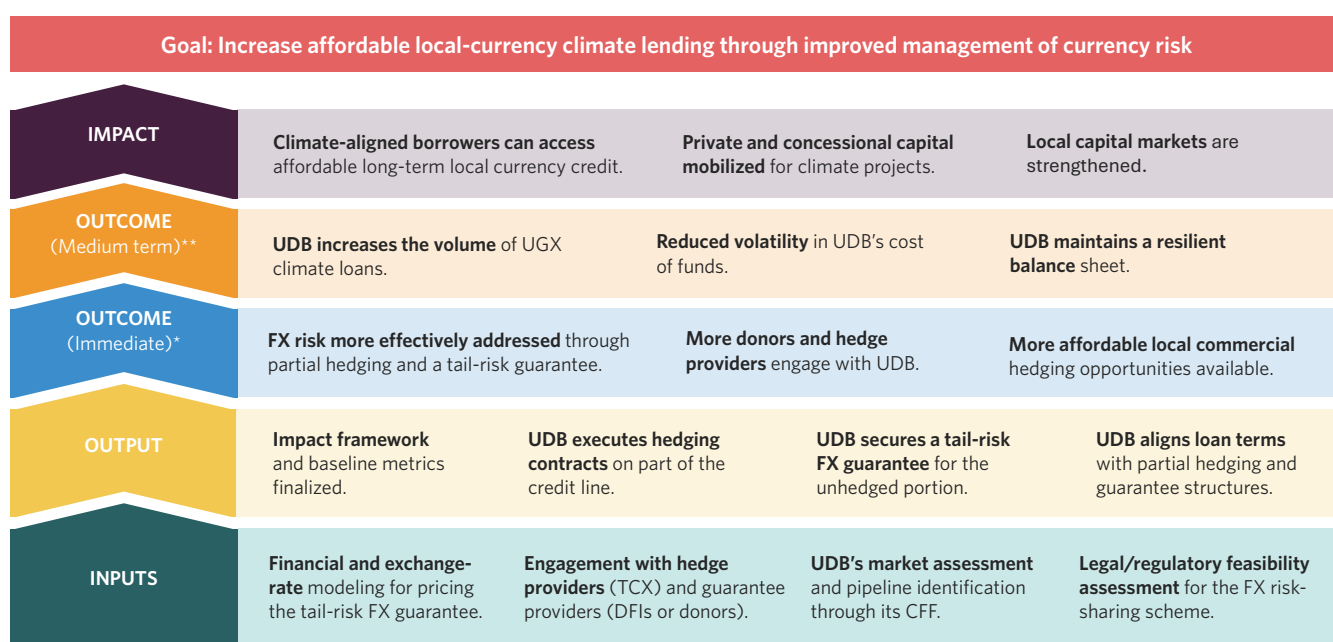 Goal: Increase affordable local-currency climate lending through improved management of currency risk
IMPACT
Climate-aligned borrowers can access
affordable long-term local currency credit.
Private and concessional capital
mobilized for climate projects.
Local capital markets are
strengthened.
OUTCOME
(Medium term)**
UDB increases the volume of UGX
climate loans.
Reduced volatility in UDB's cost
of funds.
UDB maintains a resilient
balance sheet.
OUTCOME
(Immediate)*
FX risk more effectively addressed through
partial hedging and a tail-risk guarantee.
More donors and hedge
providers engage with UDB.
More affordable local commercial
hedging opportunities available.
OUTPUT
Impact framework
and baseline metrics
finalized.
UDB executes hedging
contracts on part of the
credit line.
UDB secures a tail-risk
FX guarantee for the
unhedged portion.
UDB aligns loan terms
with partial hedging and
guarantee structures.
INPUTS
Financial and exchange-
rate modeling for pricing
the tail-risk FX guarantee.
Engagement with hedge
providers (TCX) and guarantee
providers (DFIs or donors).
UDB's market assessment
and pipeline identification
through its CFF.
Legal/regulatory feasibility
assessment for the FX risk-
sharing scheme.